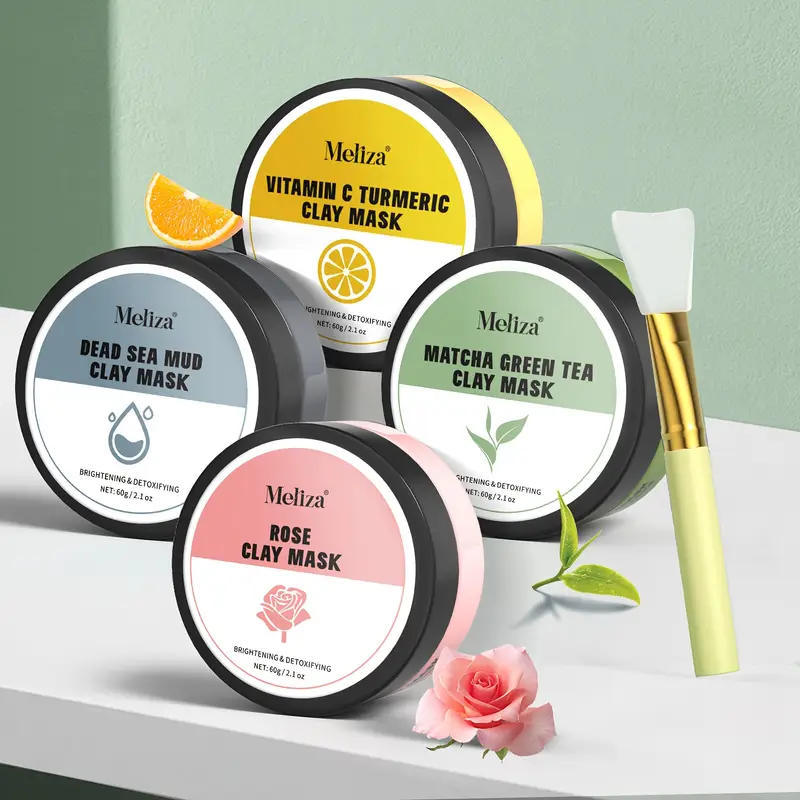 Meliza®
VITAMIN C TURMERIC
CLAY MASK
NET: 60g / 2.1 oz
Meliza®
DEAD SEA MUD
CLAY MASK
BRIGHTENING & DETOXIFYING
NET: 60g / 2.1 oz
Meliza®
MATCHA GREEN TEA
CLAY MASK
& DETOXIFYING
NET: 60g / 2.1 oz
Meliza®
ROSE
CLAY MASK
BRIGHTENING & DETOXIFYING
NET: 60g / 2.1 oz